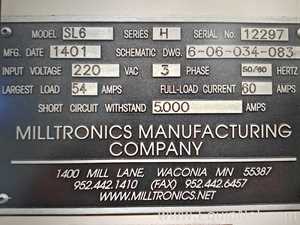 MODEL SL6 SERIES H SERIAL No. 12297
MFG. DATE 1401 SCHEMATIC DWG. 6-06-034-083
INPUT VOLTAGE 220 VAC 3 PHASE 50/60 HERTZ
LARGEST LOAD 54 AMPS FULL-LOAD CURRENT 60 AMPS
SHORT CIRCUIT WITHSTAND 5,000 AMPS
MILLTRONICS MANUFACTURING
COMPANY
1400 MILL LANE, WACONIA MN 55387
952.442.1410 (FAX) 952.442.6457
WWW.MILLTRONICS.NET